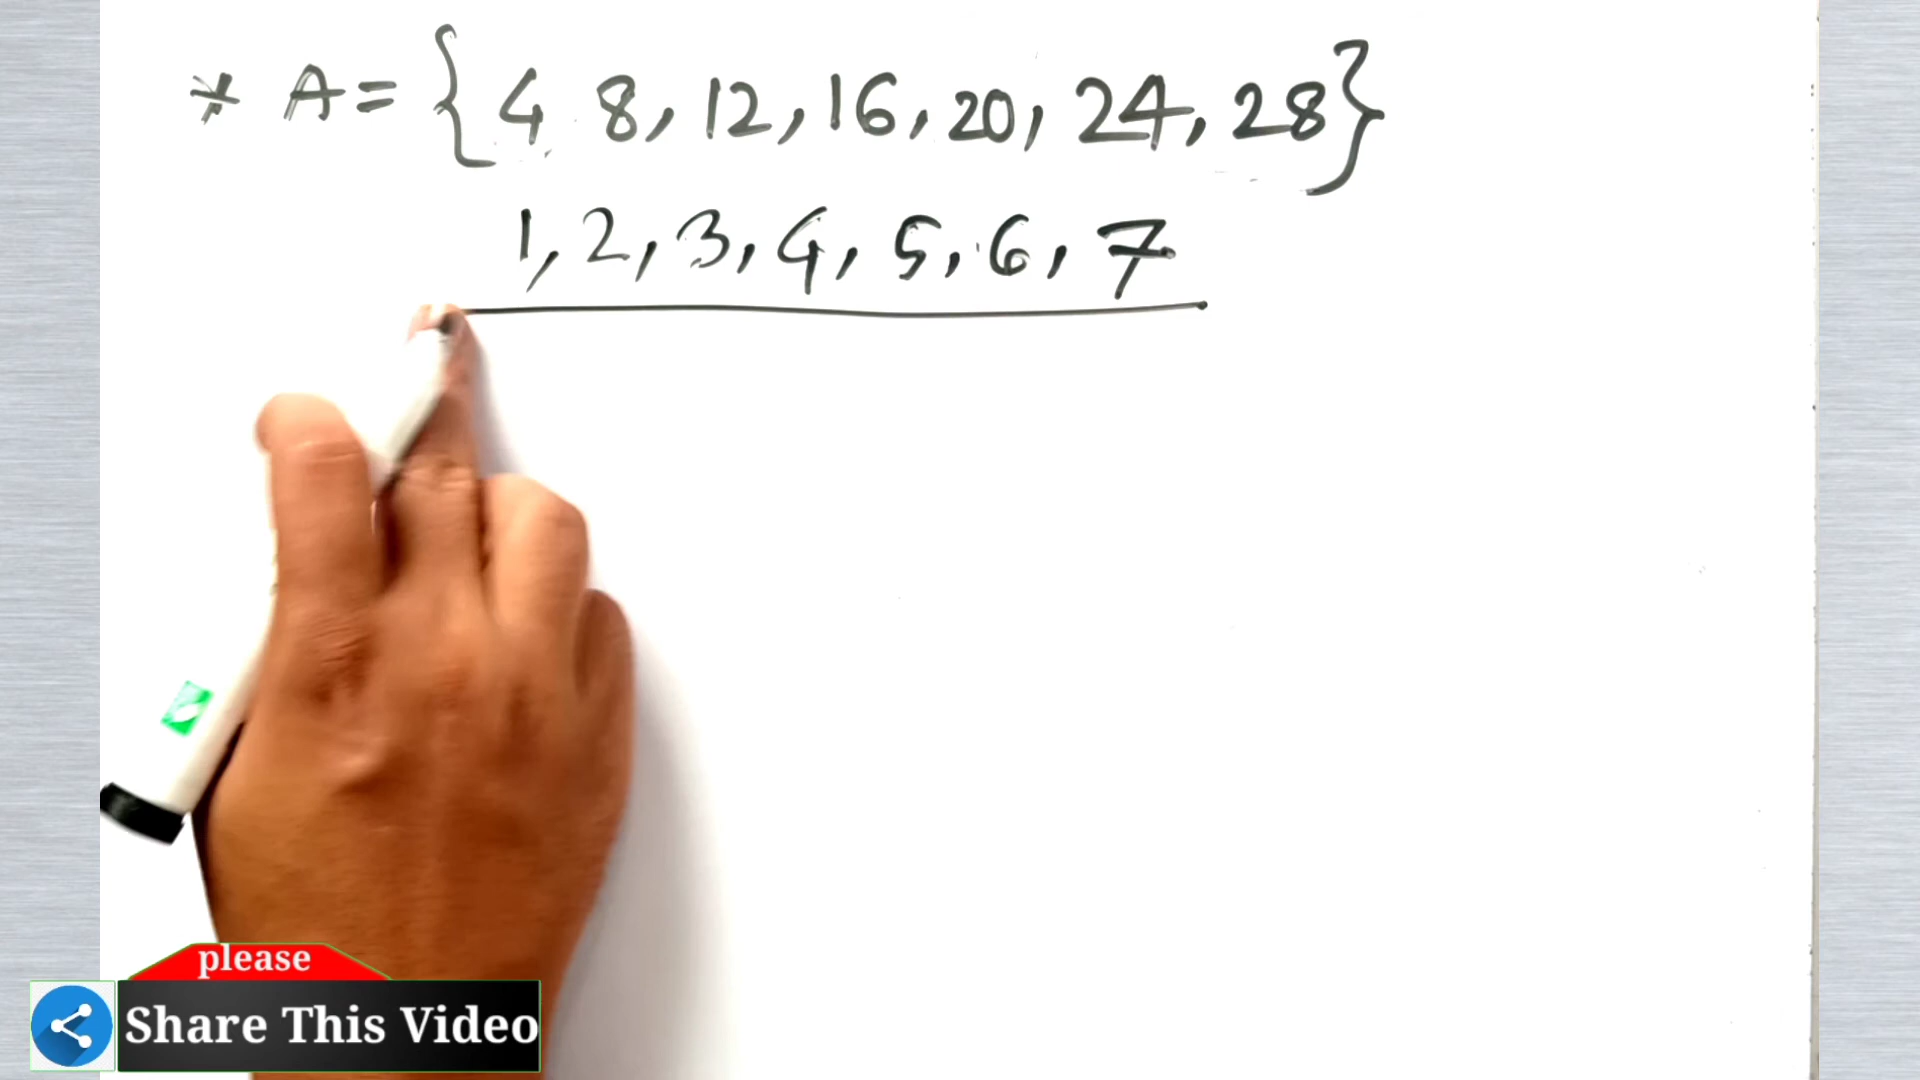 * A = {4 8, 12, 16, 20, 24, 28}
1, 2, 3, 4, 5, 6, 7
please
Share This Video